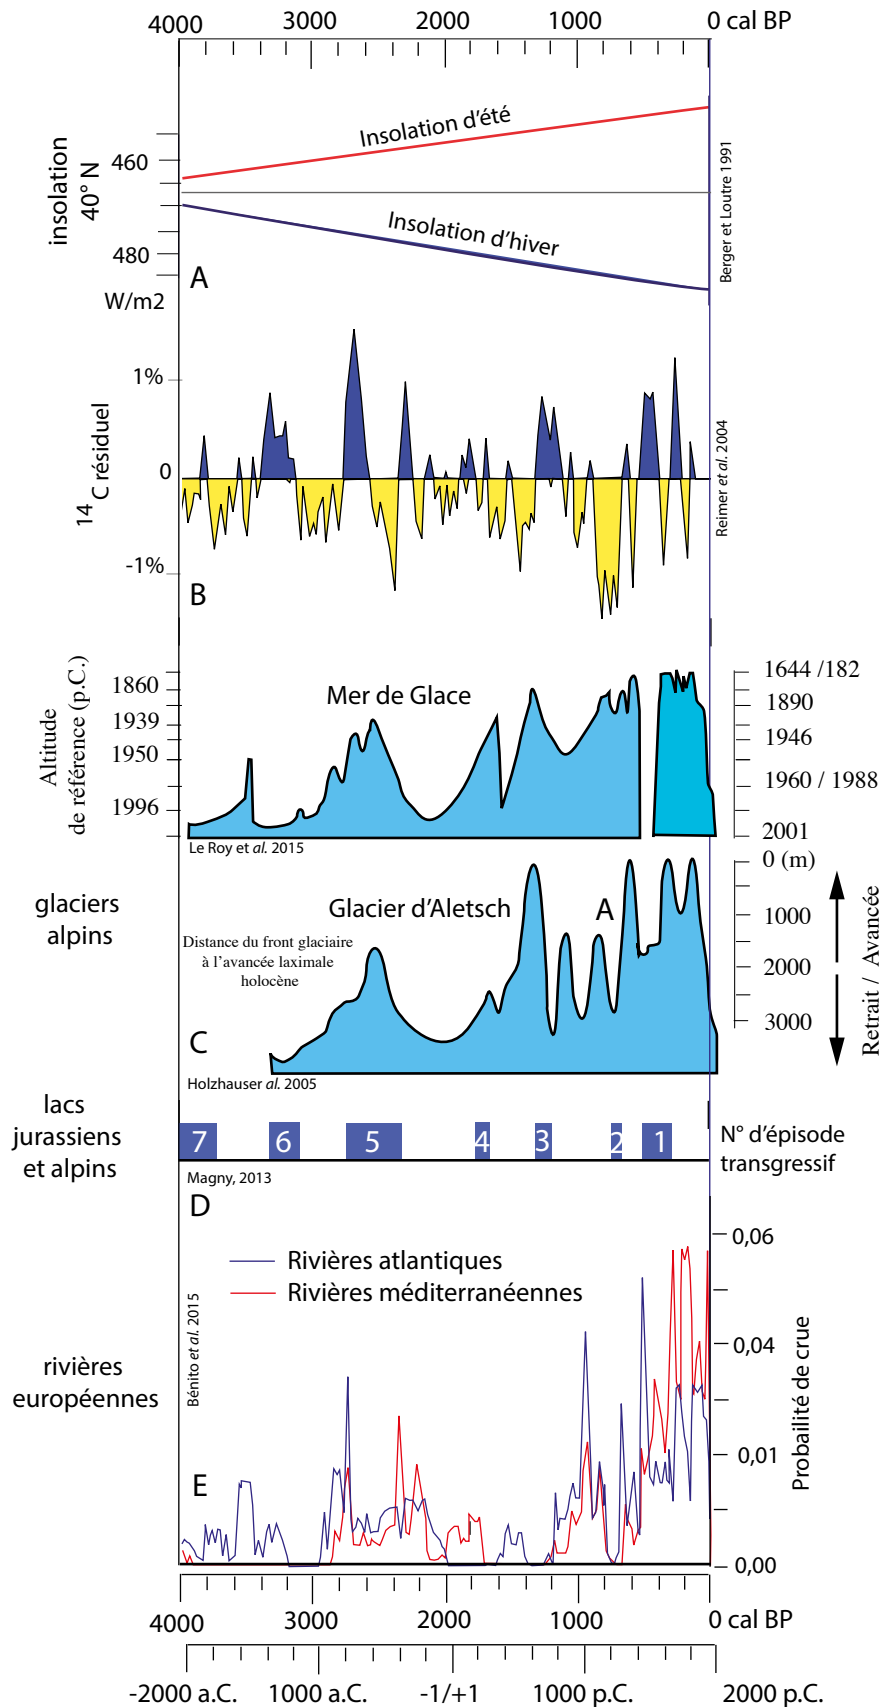 4000 3000 2000 1000 0 cal BP
Insolation d'été
460
insolation
40° N
Insolation d'hiver
480
W/m2
A
Berger et Loutre 1991
1%
0
-1%
14C résiduel
B
Reimer et al. 2004
Altitude
de référence (p.C.)
1860
1939
1950
1996
Mer de Glace
1644 /182
1890
1946
1960 / 1988
2001
Le Roy et al. 2015
glaciers
alpins
Glacier d'Aletsch
A
Distance du front glaciaire
à l'avancée laximale
holocène
0 (m)
1000
2000
3000
Retrait / Avancée
C
Holzhauser al. 2005
lacs
jurassiens
et alpins
7 6 5 4 3 2 1
N° d'épisode
transgressif
Magny, 2013
D
Rivières atlantiques
Rivières méditerranéennes
Bénito et al. 2015
rivières
européennes
E
0,06
0,04
0,01
0,00
Probailité de crue
4000 3000 2000 1000 0 cal BP
-2000 a.C. 1000 a.C. -1/+1 1000 p.C. 2000 p.C.